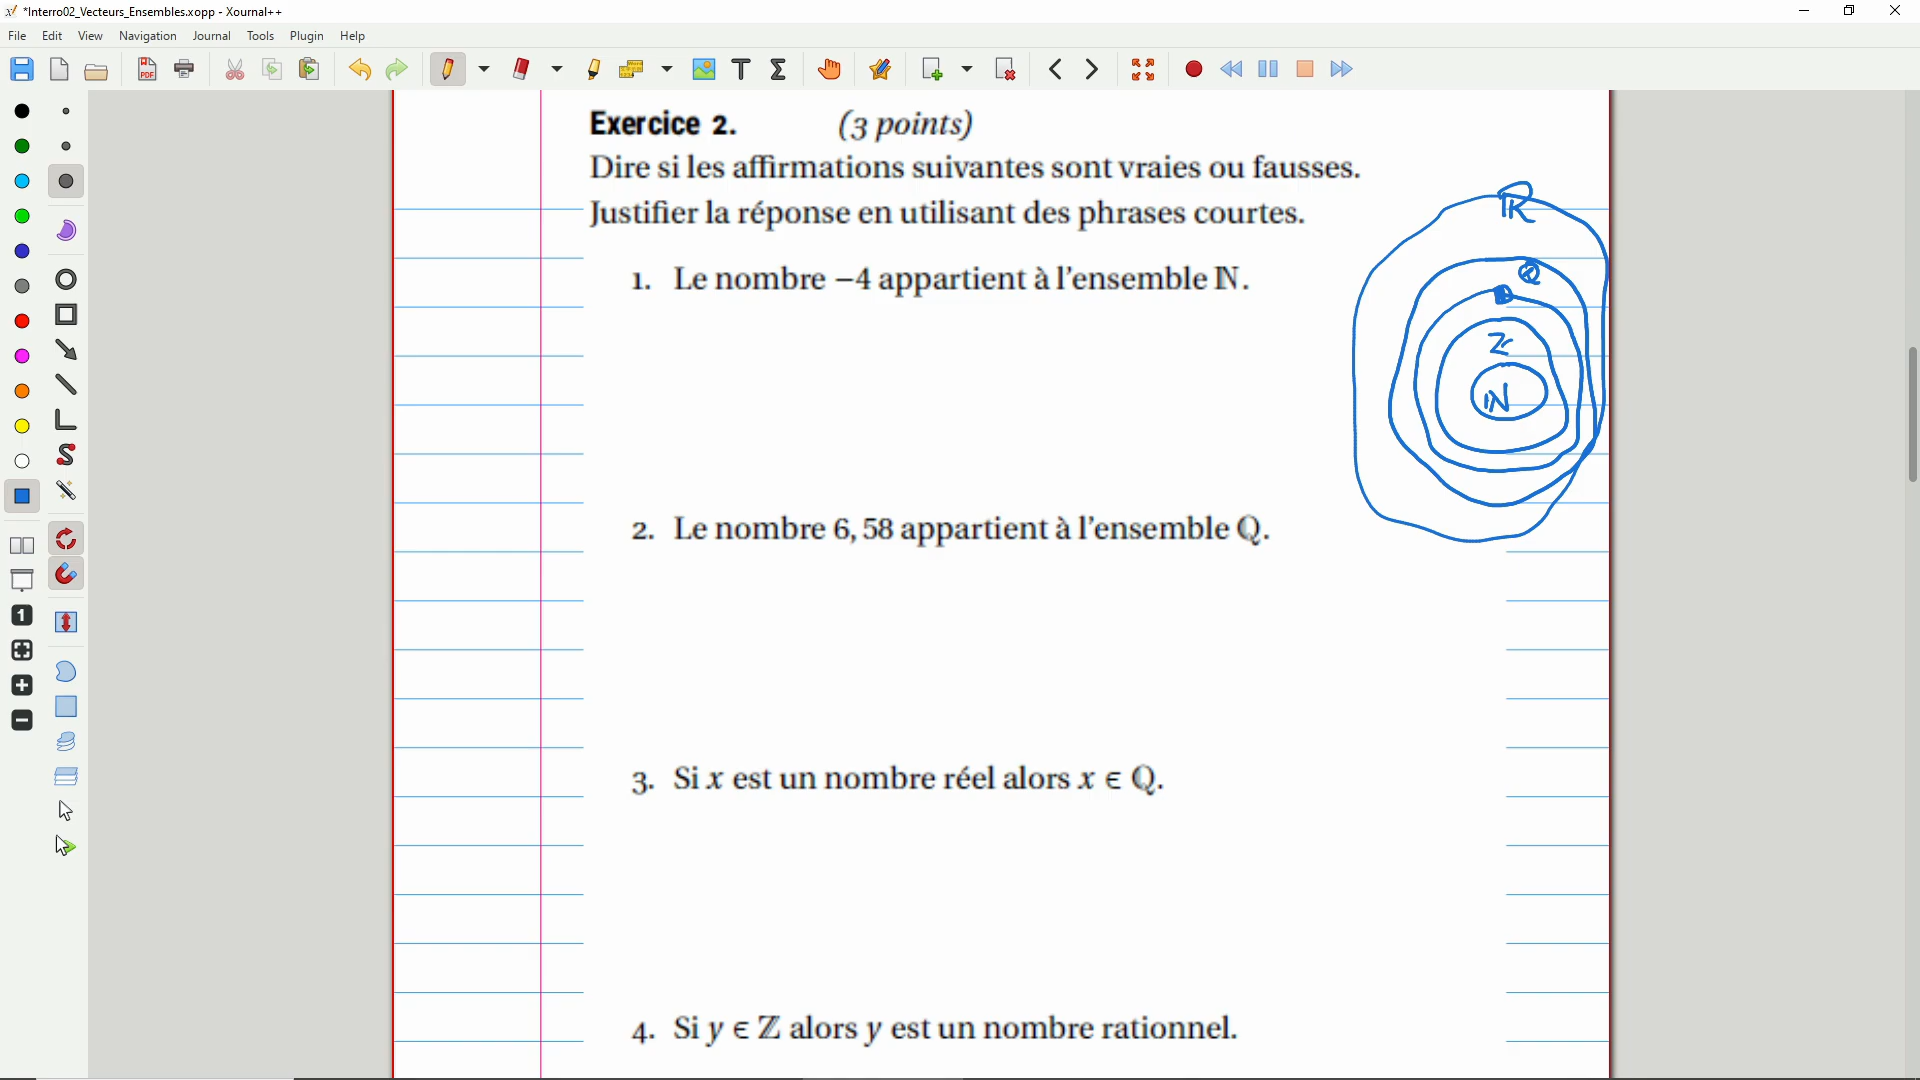 *Interro02_Vecteurs_Ensembles.xopp - Xournal++
File Edit View Navigation Journal Tools Plugin Help
PDF
T Σ
Exercice 2. (3 points)
Dire si les affirmations suivantes sont vraies ou fausses.
Justifier la réponse en utilisant des phrases courtes.
ℝ
1. Le nombre −4 appartient à l'ensemble ℕ.
ℚ
ℤ
ℕ
2. Le nombre 6, 58 appartient à l'ensemble ℚ.
3. Si x est un nombre réel alors x ∈ ℚ.
4. Si y ∈ ℤ alors y est un nombre rationnel.
1